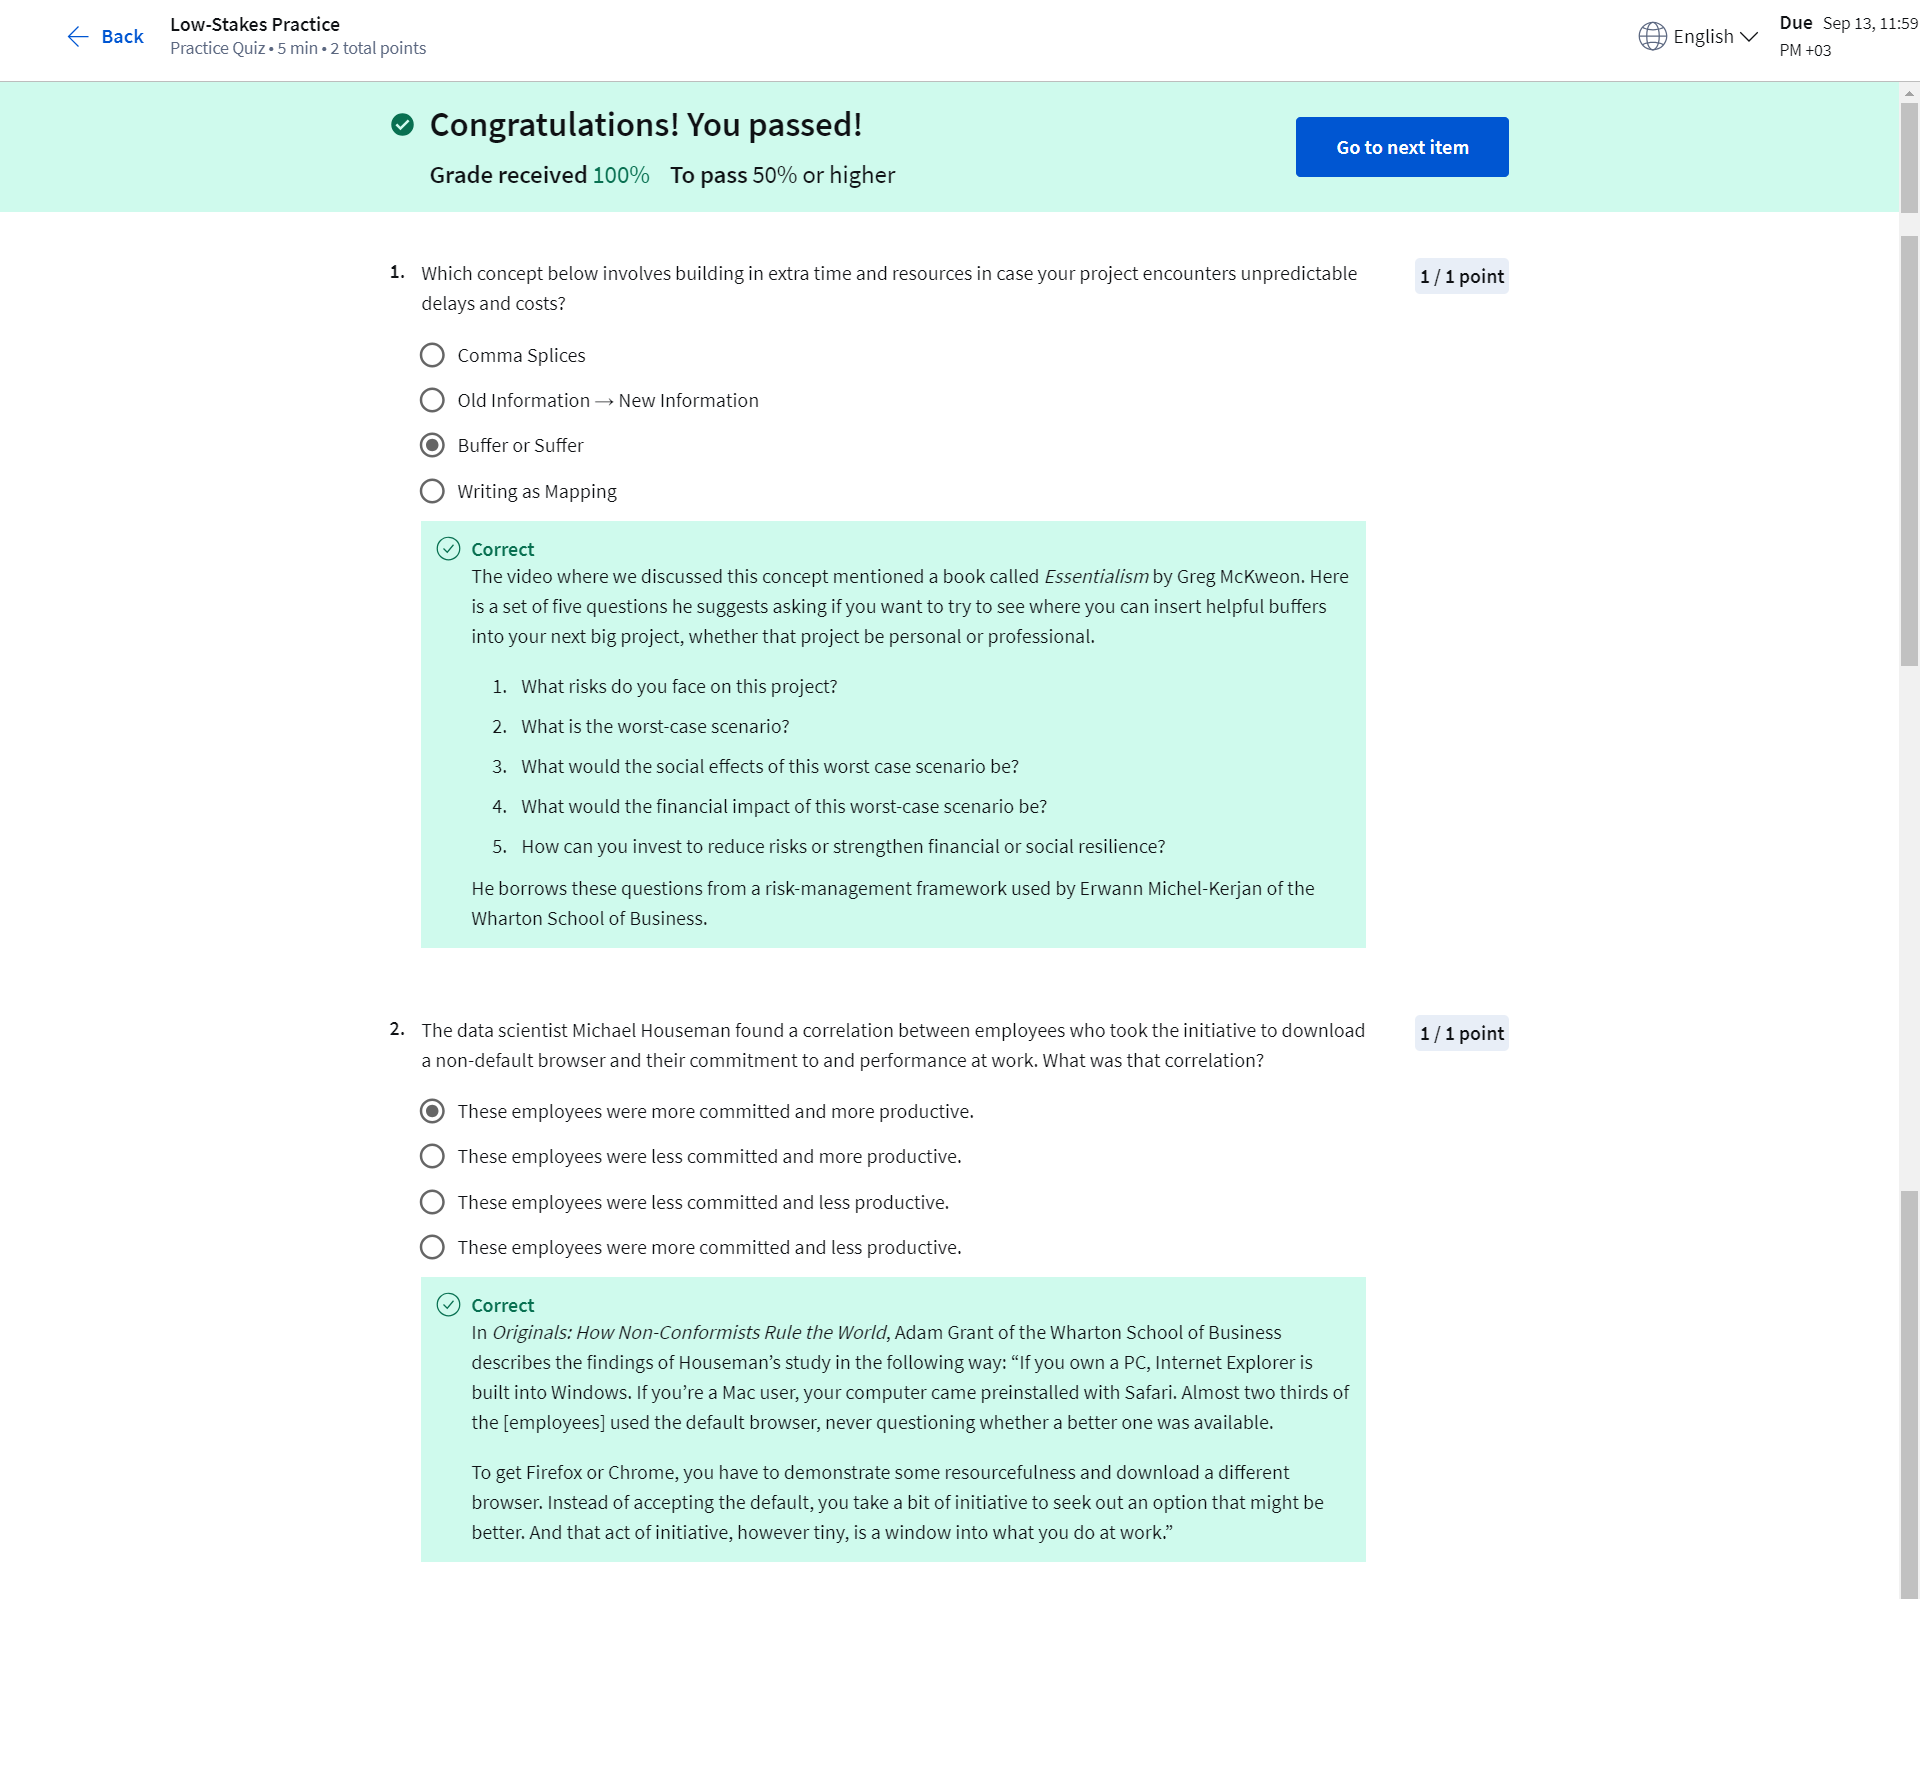 Back
Low-Stakes Practice
Practice Quiz • 5 min • 2 total points
English
Due Sep 13, 11:59
PM +03
Congratulations! You passed!
Grade received 100% To pass 50% or higher
Go to next item
1. Which concept below involves building in extra time and resources in case your project encounters unpredictable
delays and costs?
1 / 1 point
Comma Splices
Old Information → New Information
Buffer or Suffer
Writing as Mapping
Correct
The video where we discussed this concept mentioned a book called Essentialism by Greg McKweon. Here
is a set of five questions he suggests asking if you want to try to see where you can insert helpful buffers
into your next big project, whether that project be personal or professional.
1. What risks do you face on this project?
2. What is the worst-case scenario?
3. What would the social effects of this worst case scenario be?
4. What would the financial impact of this worst-case scenario be?
5. How can you invest to reduce risks or strengthen financial or social resilience?
He borrows these questions from a risk-management framework used by Erwann Michel-Kerjan of the
Wharton School of Business.
2. The data scientist Michael Houseman found a correlation between employees who took the initiative to download
a non-default browser and their commitment to and performance at work. What was that correlation?
1 / 1 point
These employees were more committed and more productive.
These employees were less committed and more productive.
These employees were less committed and less productive.
These employees were more committed and less productive.
Correct
In Originals: How Non-Conformists Rule the World, Adam Grant of the Wharton School of Business
describes the findings of Houseman’s study in the following way: “If you own a PC, Internet Explorer is
built into Windows. If you’re a Mac user, your computer came preinstalled with Safari. Almost two thirds of
the [employees] used the default browser, never questioning whether a better one was available.
To get Firefox or Chrome, you have to demonstrate some resourcefulness and download a different
browser. Instead of accepting the default, you take a bit of initiative to seek out an option that might be
better. And that act of initiative, however tiny, is a window into what you do at work.”